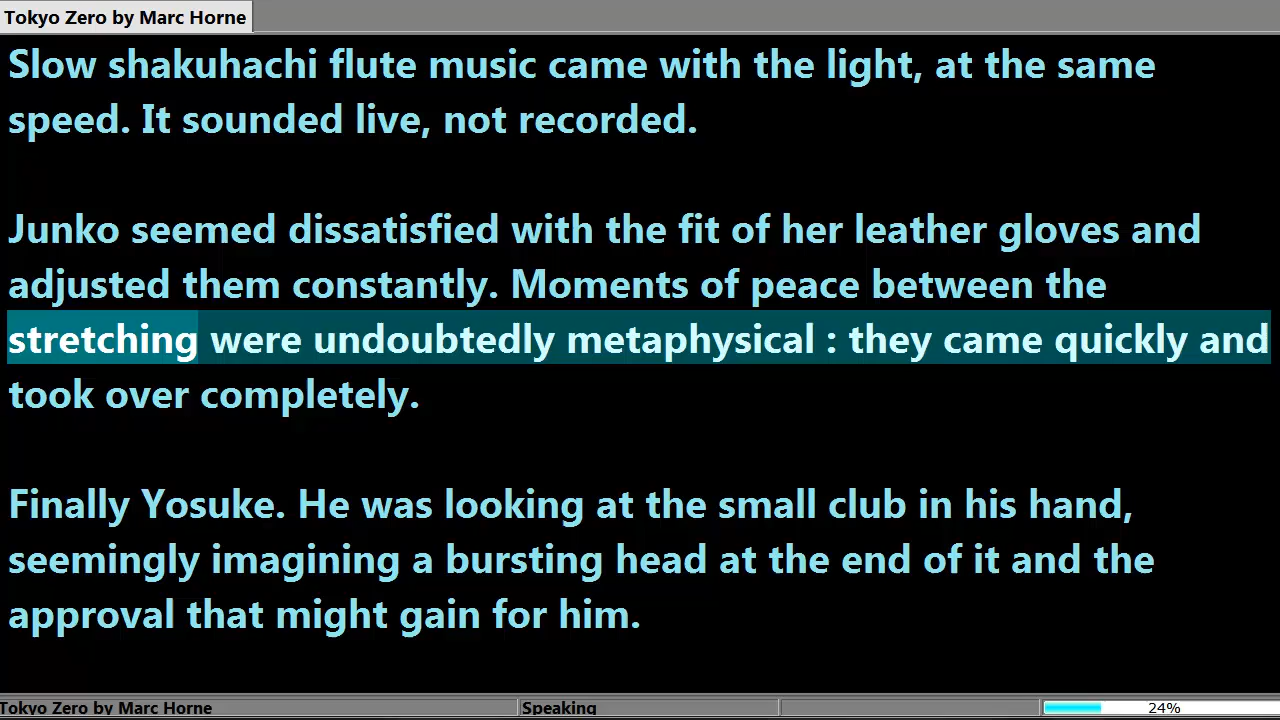 Tokyo Zero by Marc Horne
Slow shakuhachi flute music came with the light, at the same
speed. It sounded live, not recorded.
Junko seemed dissatisfied with the fit of her leather gloves and
adjusted them constantly. Moments of peace between the
stretching were undoubtedly metaphysical : they came quickly and
took over completely.
Finally Yosuke. He was looking at the small club in his hand,
seemingly imagining a bursting head at the end of it and the
approval that might gain for him.
Tokyo Zero by Marc Horne Speaking 24%